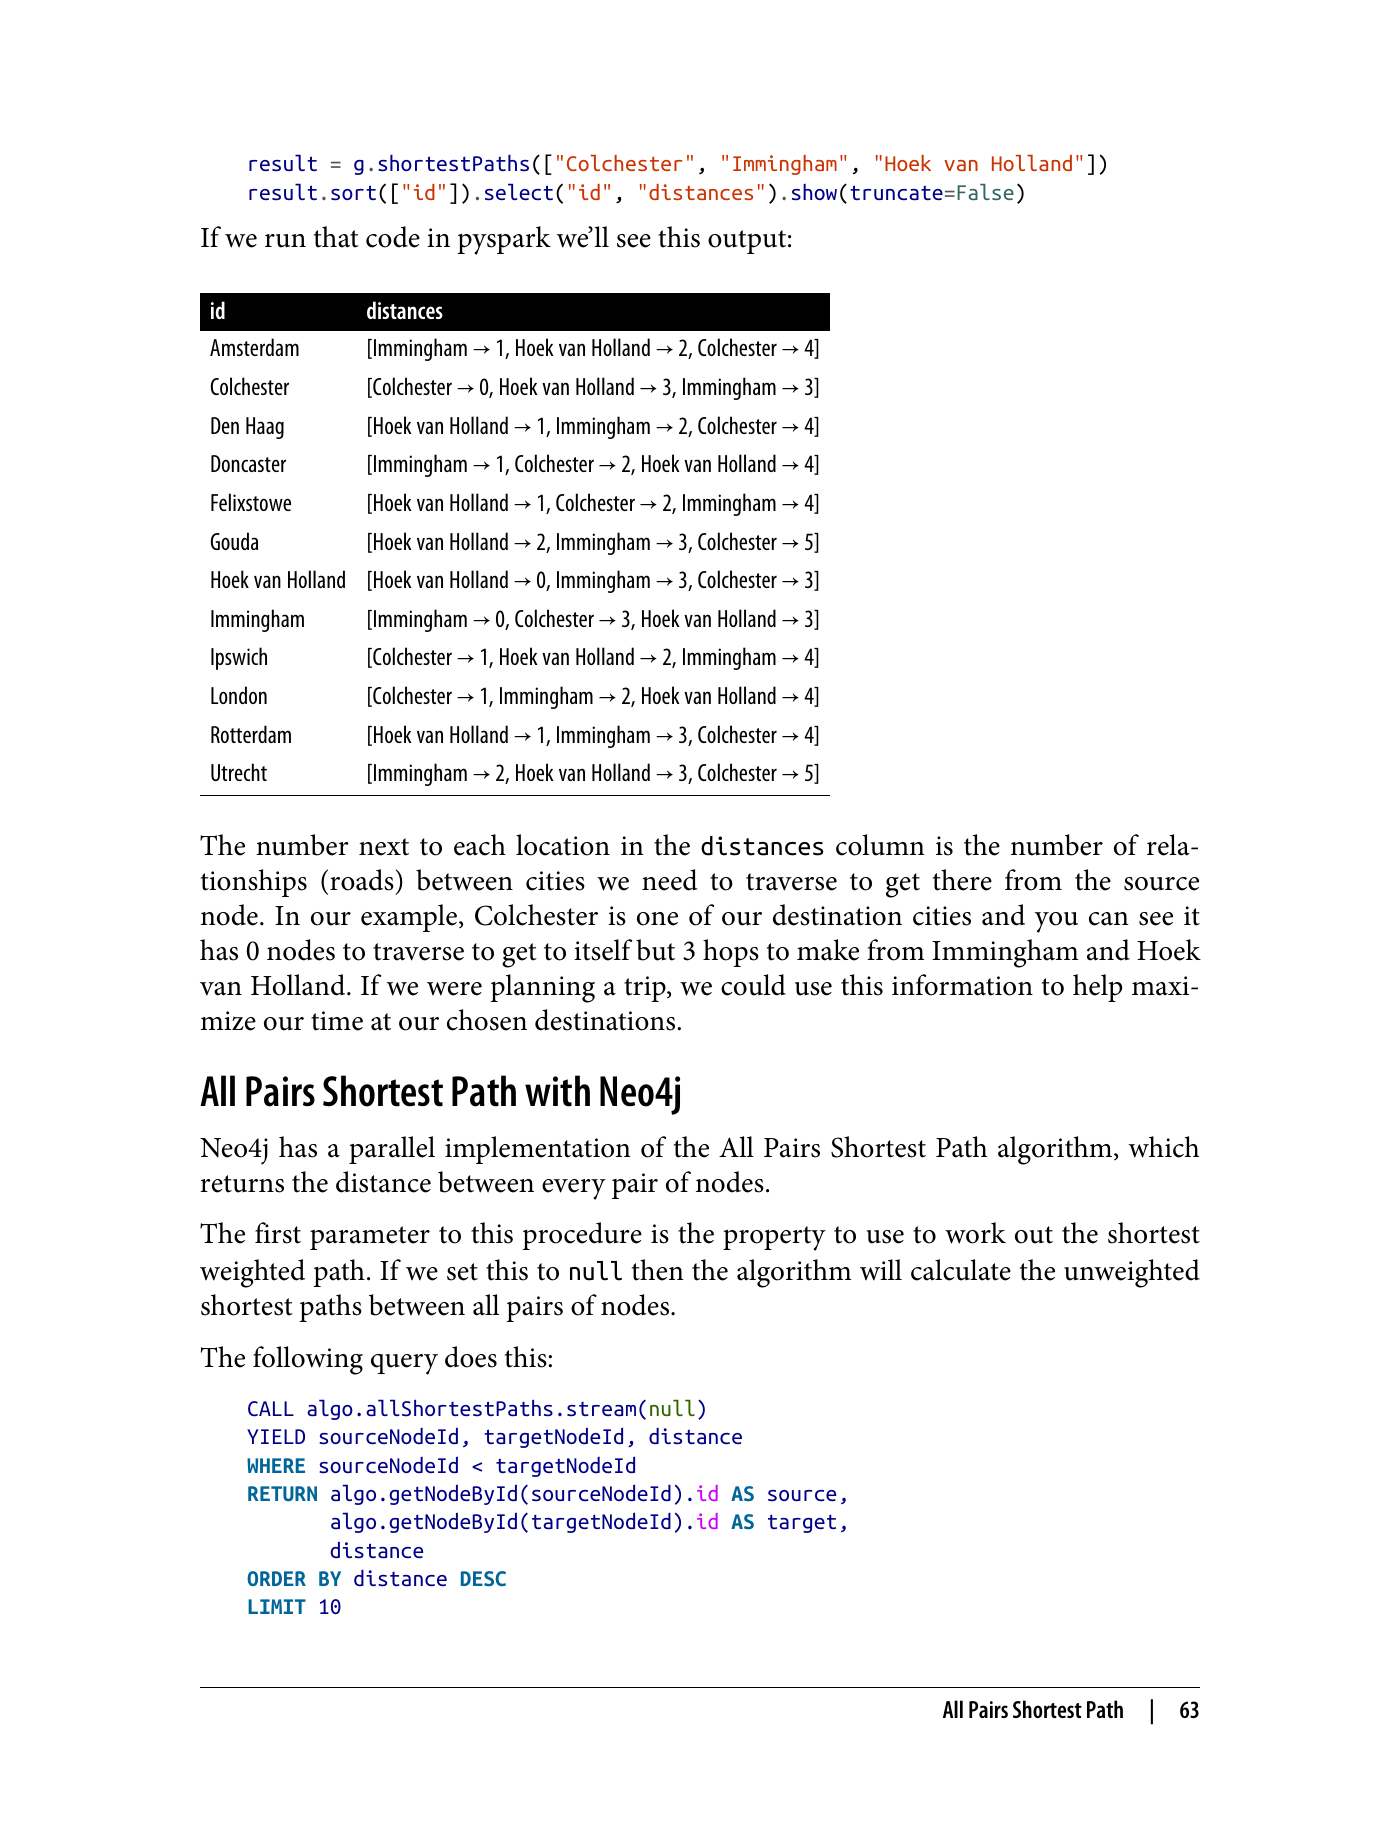 result = g.shortestPaths(["Colchester", "Immingham", "Hoek van Holland"])
result.sort(["id"]).select("id", "distances").show(truncate=False)
If we run that code in pyspark we’ll see this output:
id distances
Amsterdam [Immingham → 1, Hoek van Holland → 2, Colchester → 4]
Colchester [Colchester → 0, Hoek van Holland → 3, Immingham → 3]
Den Haag [Hoek van Holland → 1, Immingham → 2, Colchester → 4]
Doncaster [Immingham → 1, Colchester → 2, Hoek van Holland → 4]
Felixstowe [Hoek van Holland → 1, Colchester → 2, Immingham → 4]
Gouda [Hoek van Holland → 2, Immingham → 3, Colchester → 5]
Hoek van Holland [Hoek van Holland → 0, Immingham → 3, Colchester → 3]
Immingham [Immingham → 0, Colchester → 3, Hoek van Holland → 3]
Ipswich [Colchester → 1, Hoek van Holland → 2, Immingham → 4]
London [Colchester → 1, Immingham → 2, Hoek van Holland → 4]
Rotterdam [Hoek van Holland → 1, Immingham → 3, Colchester → 4]
Utrecht [Immingham → 2, Hoek van Holland → 3, Colchester → 5]
The number next to each location in the distances column is the number of rela-
tionships (roads) between cities we need to traverse to get there from the source
node. In our example, Colchester is one of our destination cities and you can see it
has 0 nodes to traverse to get to itself but 3 hops to make from Immingham and Hoek
van Holland. If we were planning a trip, we could use this information to help maxi-
mize our time at our chosen destinations.
All Pairs Shortest Path with Neo4j
Neo4j has a parallel implementation of the All Pairs Shortest Path algorithm, which
returns the distance between every pair of nodes.
The first parameter to this procedure is the property to use to work out the shortest
weighted path. If we set this to null then the algorithm will calculate the unweighted
shortest paths between all pairs of nodes.
The following query does this:
CALL algo.allShortestPaths.stream(null)
YIELD sourceNodeId, targetNodeId, distance
WHERE sourceNodeId < targetNodeId
RETURN algo.getNodeById(sourceNodeId).id AS source,
algo.getNodeById(targetNodeId).id AS target,
distance
ORDER BY distance DESC
LIMIT 10
All Pairs Shortest Path | 63